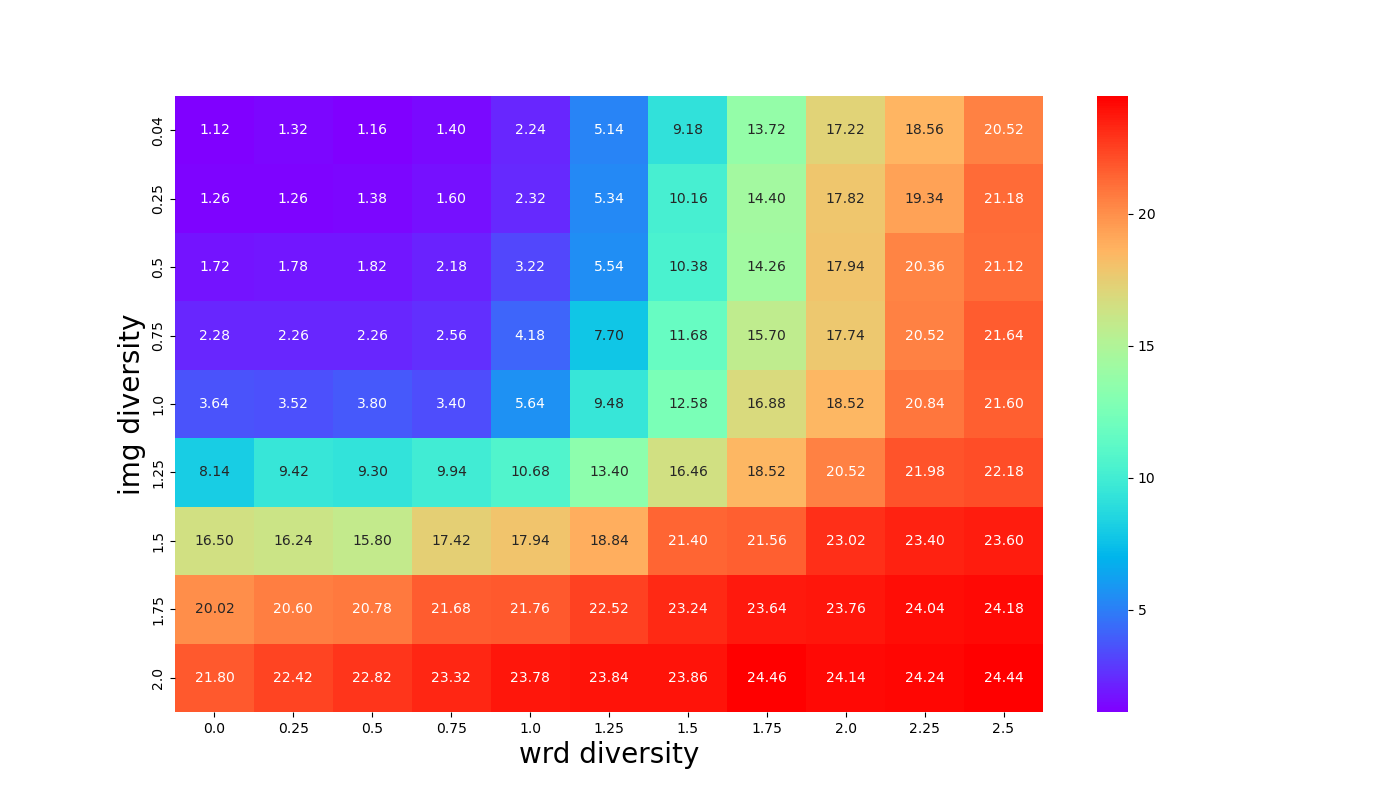 0.04 1.12 1.32 1.16 1.40 2.24 5.14 9.18 13.72 17.22 18.56 20.52
0.25 1.26 1.26 1.38 1.60 2.32 5.34 10.16 14.40 17.82 19.34 21.18
0.5 1.72 1.78 1.82 2.18 3.22 5.54 10.38 14.26 17.94 20.36 21.12
0.75 2.28 2.26 2.26 2.56 4.18 7.70 11.68 15.70 17.74 20.52 21.64
1.0 3.64 3.52 3.80 3.40 5.64 9.48 12.58 16.88 18.52 20.84 21.60
1.25 8.14 9.42 9.30 9.94 10.68 13.40 16.46 18.52 20.52 21.98 22.18
1.5 16.50 16.24 15.80 17.42 17.94 18.84 21.40 21.56 23.02 23.40 23.60
1.75 20.02 20.60 20.78 21.68 21.76 22.52 23.24 23.64 23.76 24.04 24.18
2.0 21.80 22.42 22.82 23.32 23.78 23.84 23.86 24.46 24.14 24.24 24.44
0.0 0.25 0.5 0.75 1.0 1.25 1.5 1.75 2.0 2.25 2.5
wrd diversity
img diversity
20
15
10
5